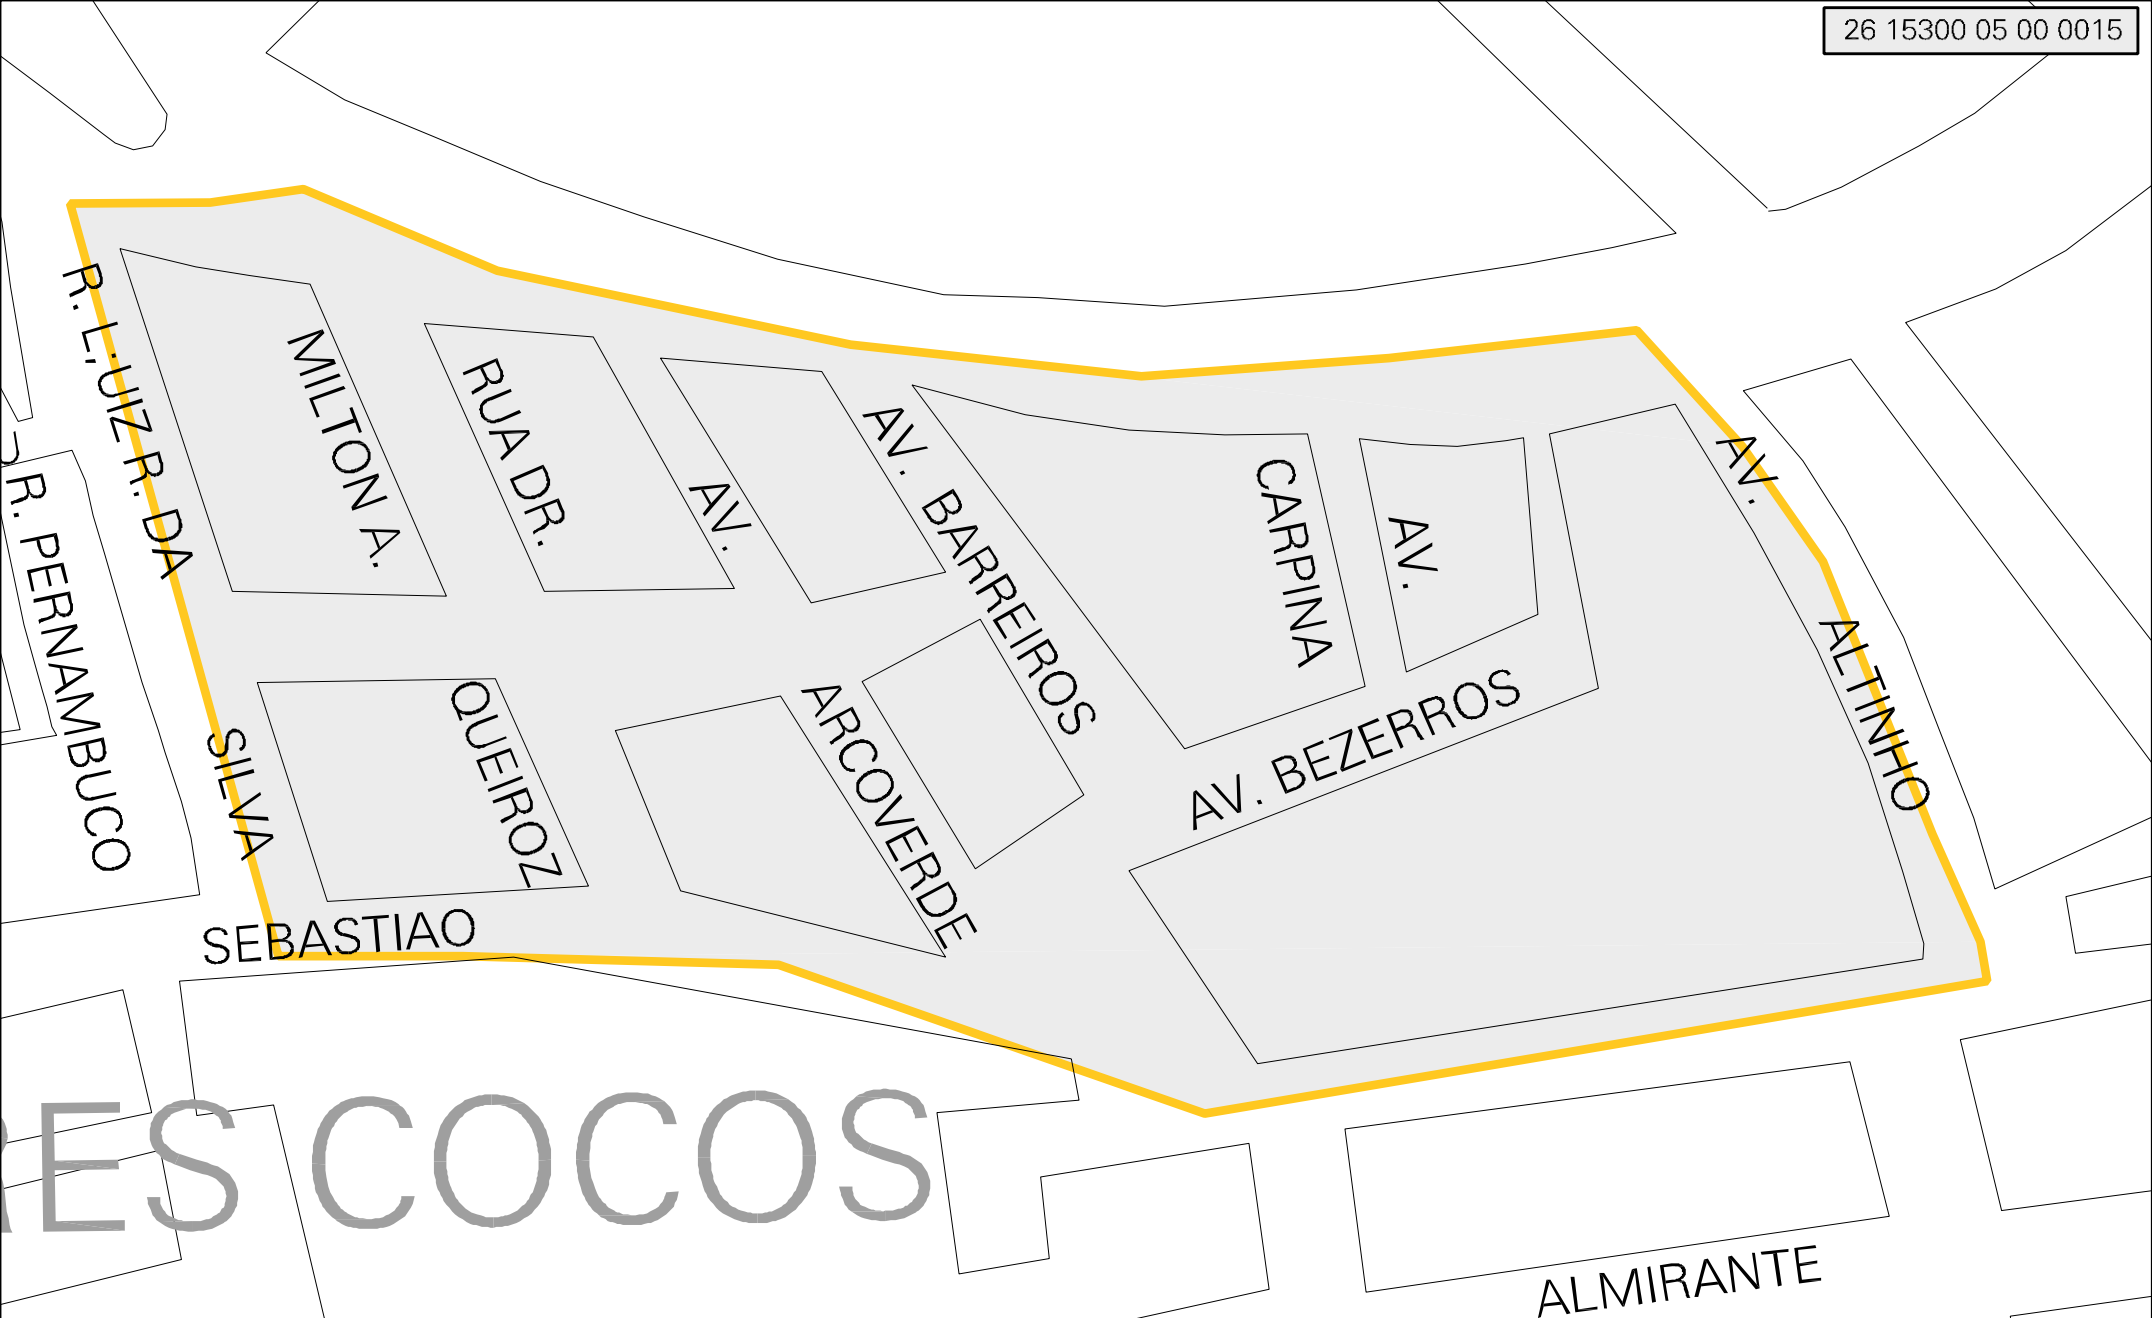 26 15300 05 00 0015
R. L,UIZ R. DA
SILVA
MILTON A.
RUA DR.
QUEIROZ
AV.
ARCOVERDE
AV. BARREIROS
CARPINA
AV.
AV.
ALTINHO
R. PERNAMBUCO
AV. BEZERROS
SEBASTIAO
RES COCOS
ALMIRANTE